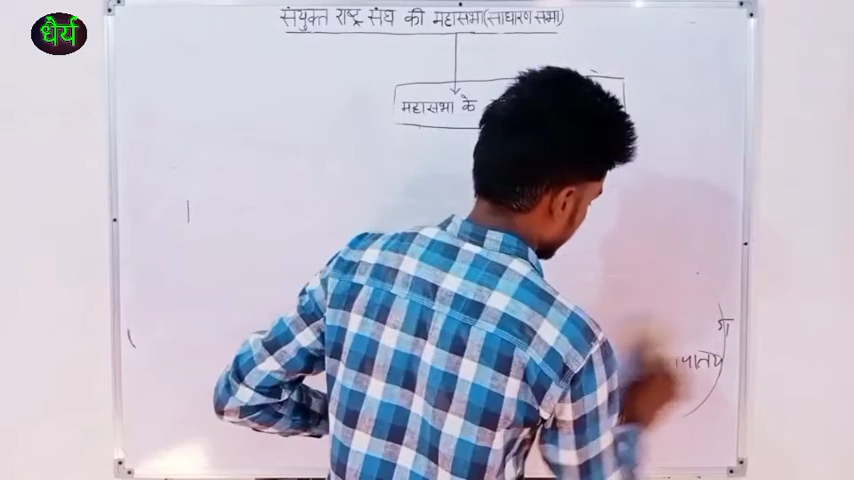 धैर्य
संयुक्त राष्ट्र संघ की महासभा(साधारण सभा)
महासभा के